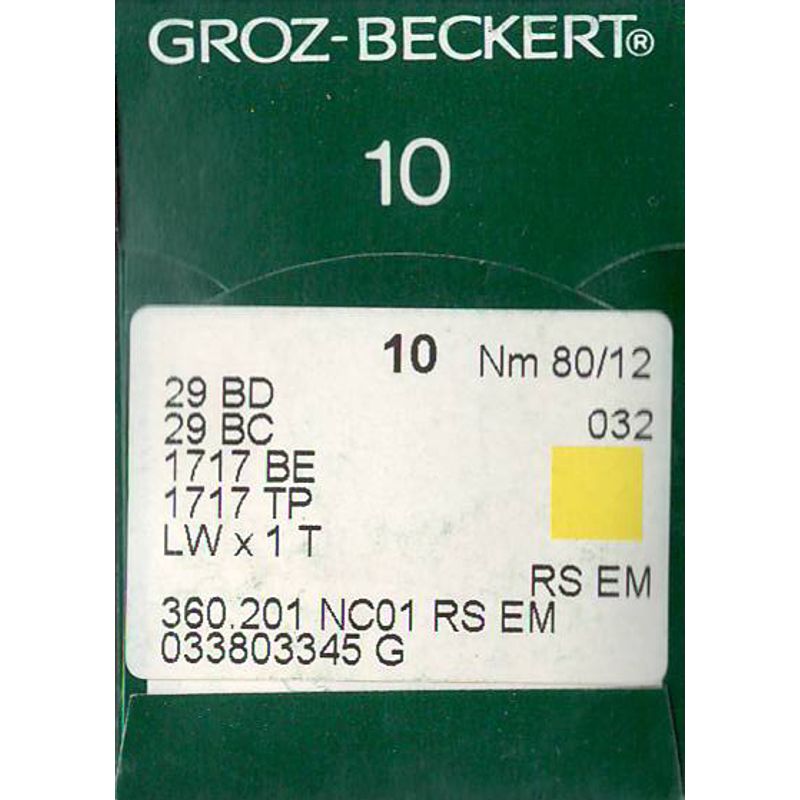 GROZ-BECKERT®
10
10 Nm 80/12
29 BD
29 BC 032
1717 BE
1717 TP
LW x 1 T
RS EM
360.201 NC01 RS EM
033803345 G